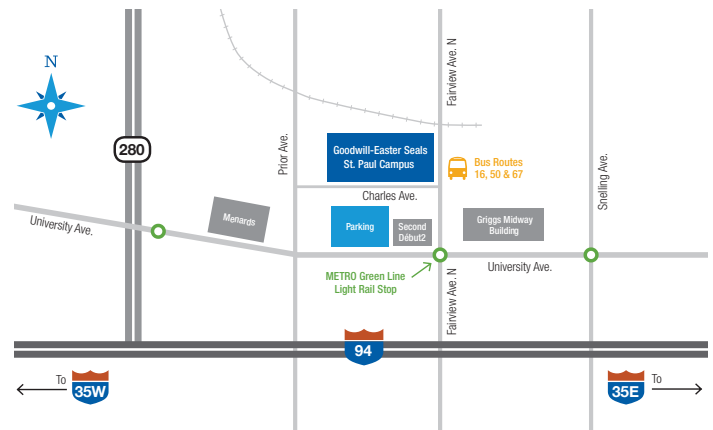 N
280
Prior Ave.
Fairview Ave. N
Goodwill-Easter Seals
St. Paul Campus
Bus Routes
16, 50 & 67
Snelling Ave.
Charles Ave.
University Ave.
Menards
Parking
Second
Début2
Griggs Midway
Building
METRO Green Line
Light Rail Stop
University Ave.
Fairview Ave. N
94
To
35W
35E
To